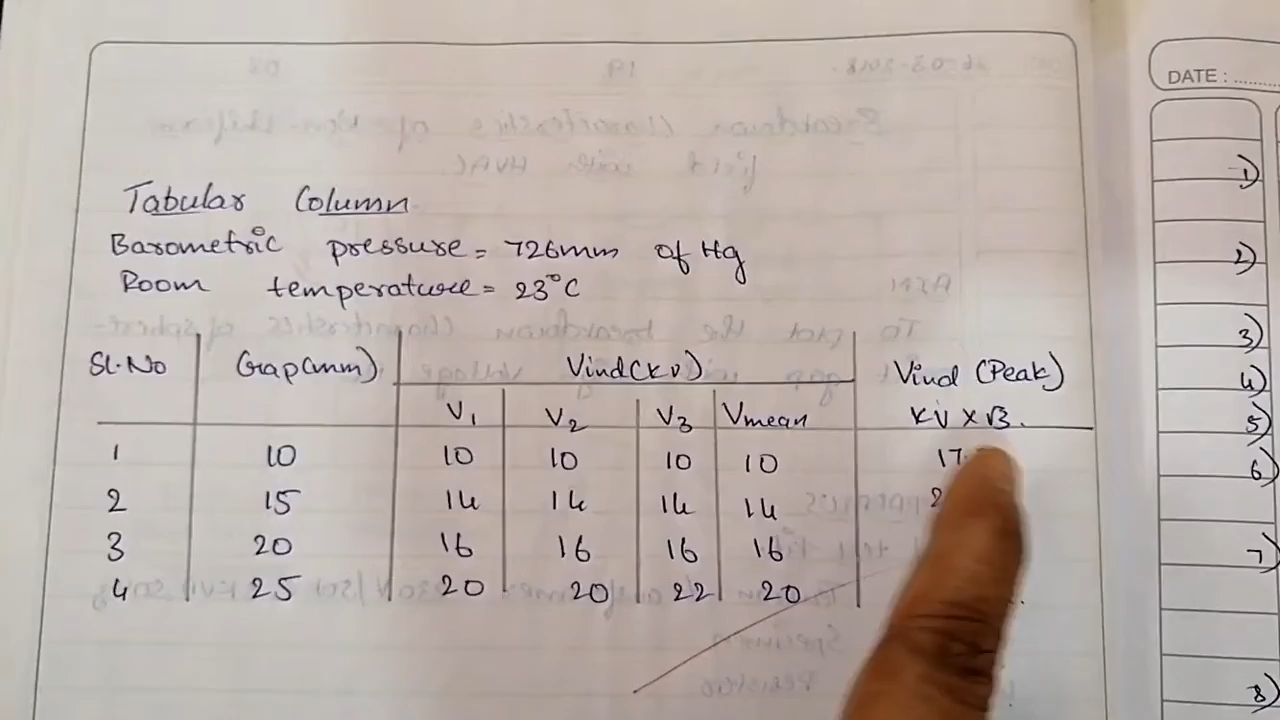 DATE : ..........
Tabular Column
Barometric pressure = 726mm of Hg
Room temperature = 23°C
Sl.No Gap(mm) Vind(KV) Vind (Peak)
V1 V2 V3 Vmean KV x √3.
1 10 10 10 10 10 17
2 15 14 14 14 14 2
3 20 16 16 16 16
4 25 20 20 22 20
1)
2)
3)
4)
5)
6)
7)
8)